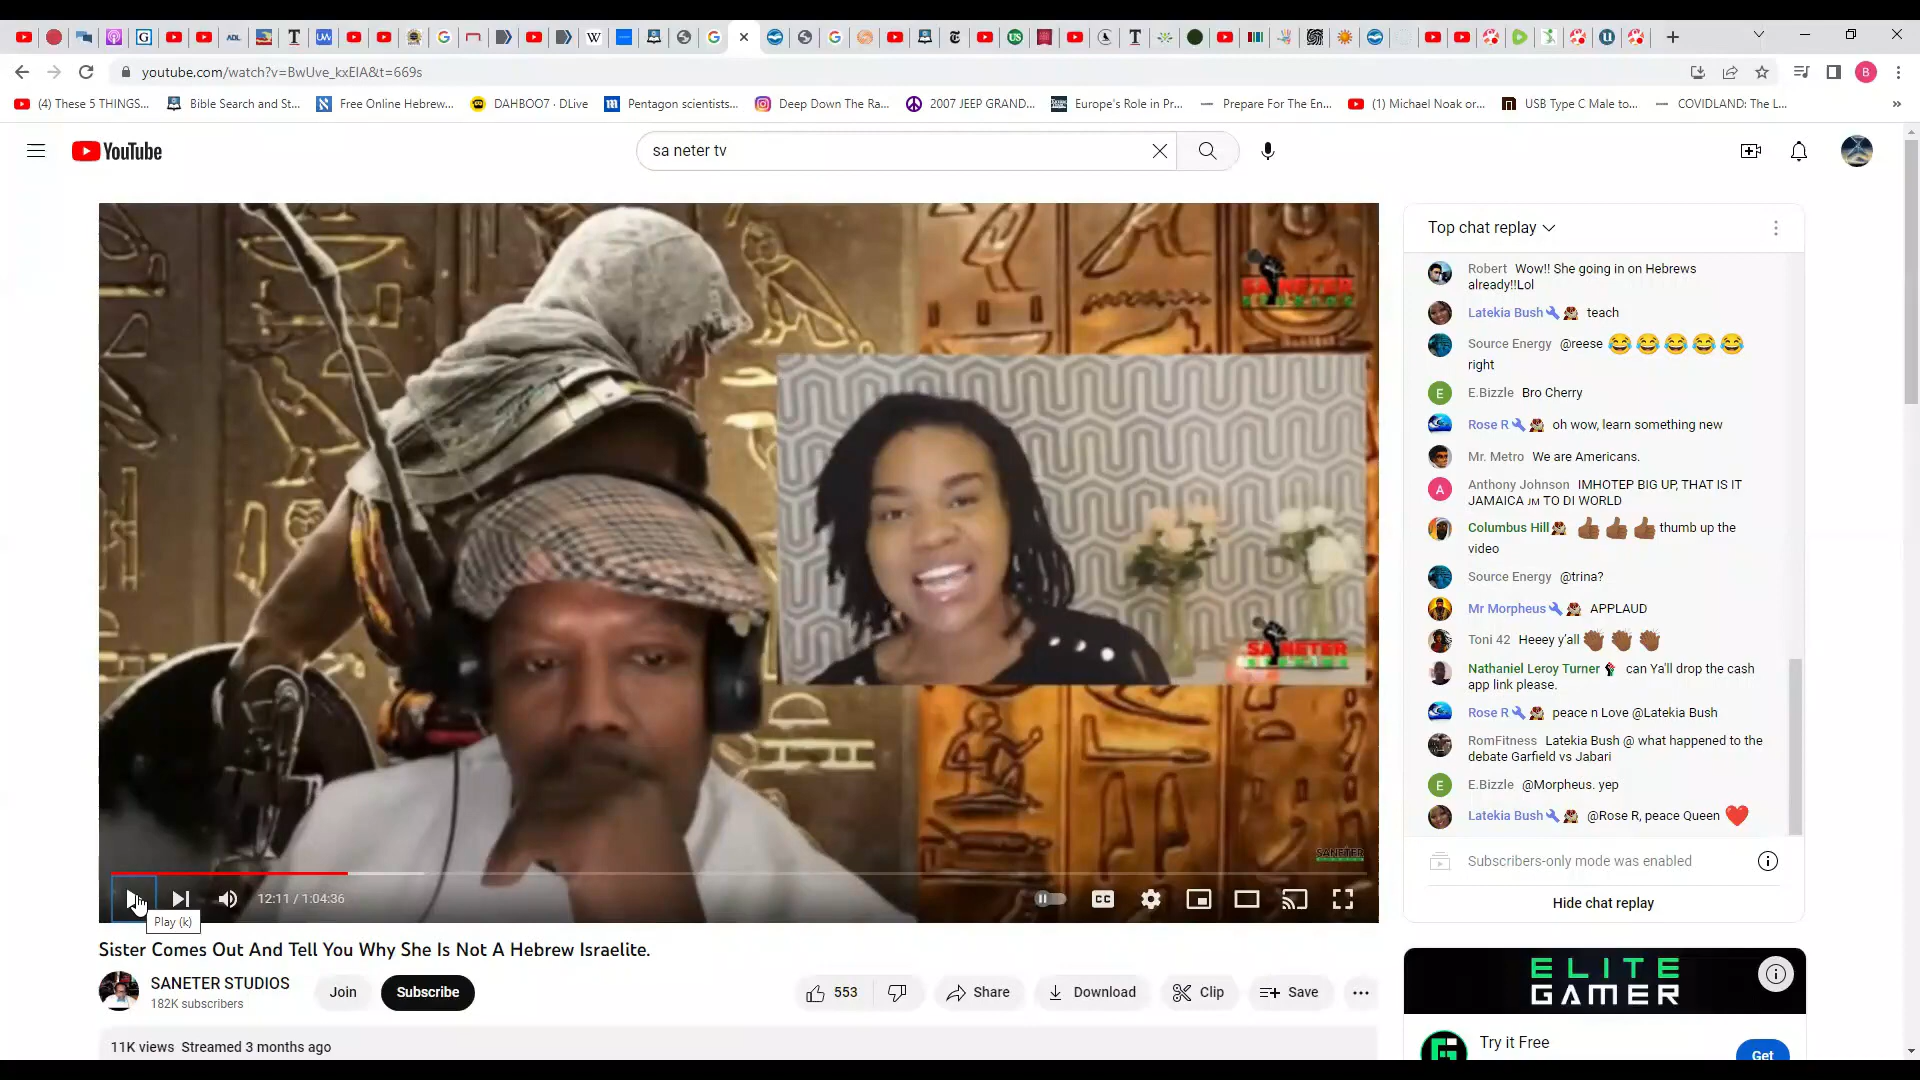 youtube.com/watch?v=BwUve_kxElA&t=669s
B
(4) These 5 THINGS...
Bible Search and St...
Free Online Hebrew...
DAHBOO7 · DLive
Pentagon scientists...
Deep Down The Ra...
2007 JEEP GRAND...
Europe's Role in Pr...
Prepare For The En...
(1) Michael Noak or...
USB Type C Male to...
COVIDLAND: The L...
YouTube
sa neter tv
Top chat replay
Robert Wow!! She going in on Hebrews
already!!Lol
Latekia Bush teach
Source Energy @reese 😂😂😂😂😂
right
E E.Bizzle Bro Cherry
Rose R oh wow, learn something new
Mr. Metro We are Americans.
A Anthony Johnson IMHOTEP BIG UP, THAT IS IT
JAMAICA JM TO DI WORLD
Columbus Hill 👍🏾👍🏾👍🏾 thumb up the
video
Source Energy @trina?
Mr Morpheus APPLAUD
Toni 42 Heeey y'all 👏🏾👏🏾👏🏾
Nathaniel Leroy Turner can Ya'll drop the cash
app link please.
Rose R peace n Love @Latekia Bush
RomFitness Latekia Bush @ what happened to the
debate Garfield vs Jabari
E E.Bizzle @Morpheus. yep
Latekia Bush @Rose R, peace Queen ❤️
Subscribers-only mode was enabled
Hide chat replay
SA NETER
STUDIOS
SA NETER
STUDIOS
SANETER
12:11 / 1:04:36
CC
Play (k)
Sister Comes Out And Tell You Why She Is Not A Hebrew Israelite.
SANETER STUDIOS
182K subscribers
Join
Subscribe
553
Share
Download
Clip
Save
11K views Streamed 3 months ago
ELITE
GAMER
Try it Free
Get